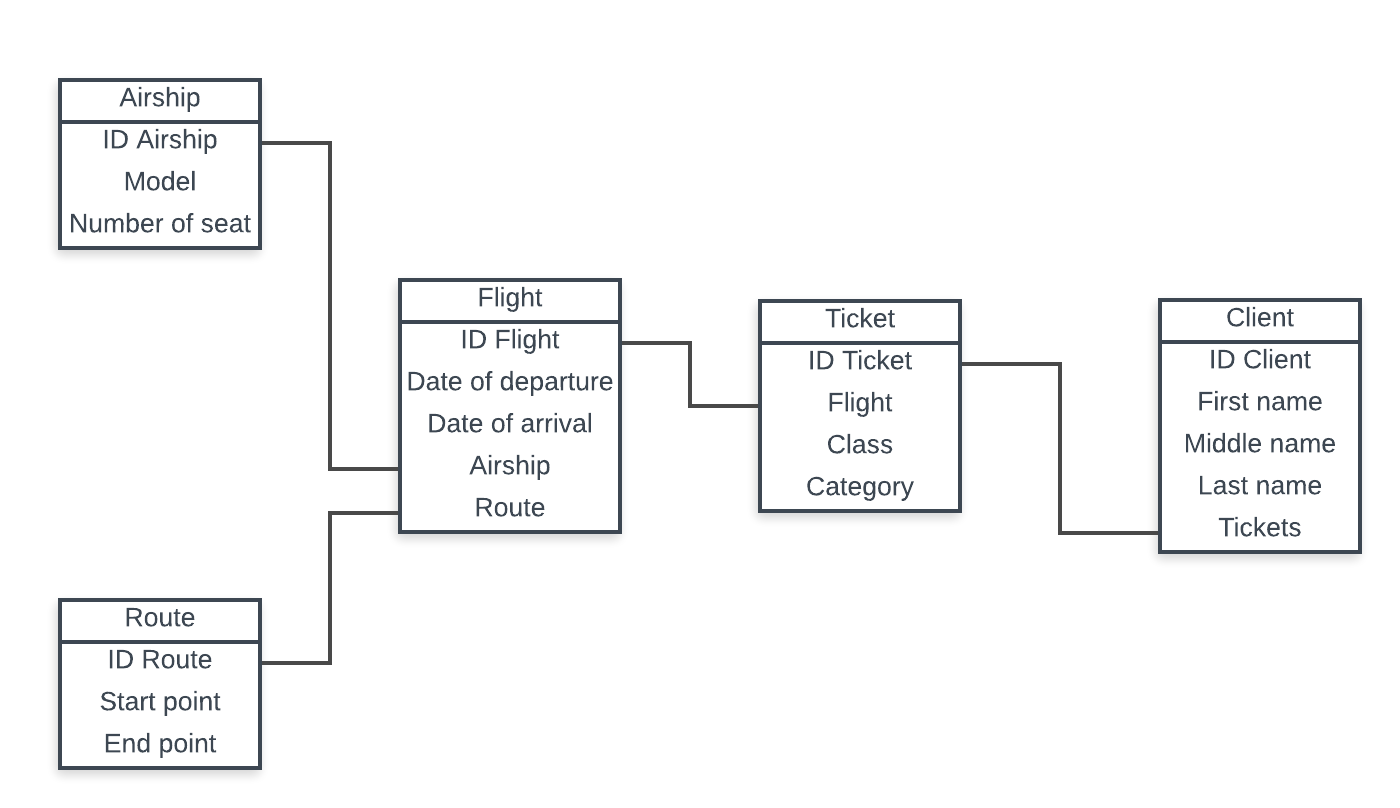 Airship
ID Airship
Model
Number of seat
Flight
ID Flight
Date of departure
Date of arrival
Airship
Route
Ticket
ID Ticket
Flight
Class
Category
Client
ID Client
First name
Middle name
Last name
Tickets
Route
ID Route
Start point
End point